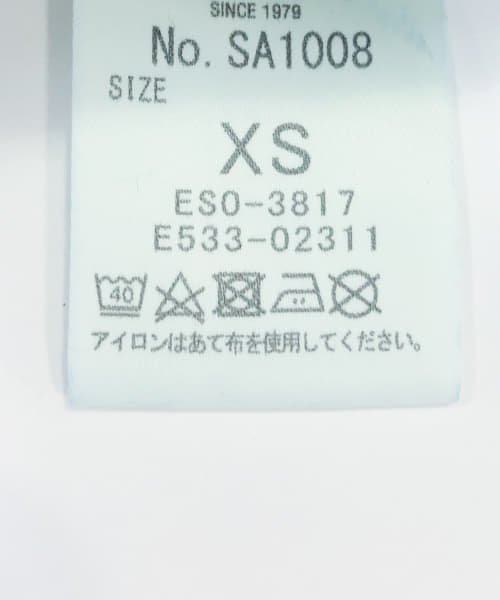 SINCE 1979
No. SA1008
SIZE
XS
ES0-3817
E533-02311
40
アイロンはあて布を使用してください。